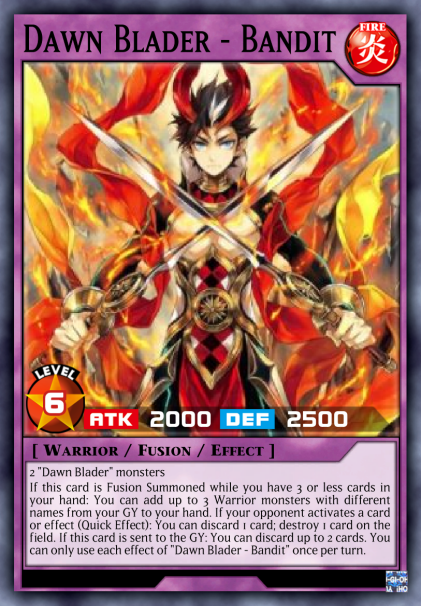 DAWN BLADER - BANDIT
FIRE
炎
LEVEL
6
ATK 2000 DEF 2500
[ WARRIOR / FUSION / EFFECT ]
2 "Dawn Blader" monsters
If this card is Fusion Summoned while you have 3 or less cards in
your hand: You can add up to 3 Warrior monsters with different
names from your GY to your hand. If your opponent activates a card
or effect (Quick Effect): You can discard 1 card; destroy 1 card on the
field. If this card is sent to the GY: You can discard up to 2 cards. You
can only use each effect of "Dawn Blader - Bandit" once per turn.